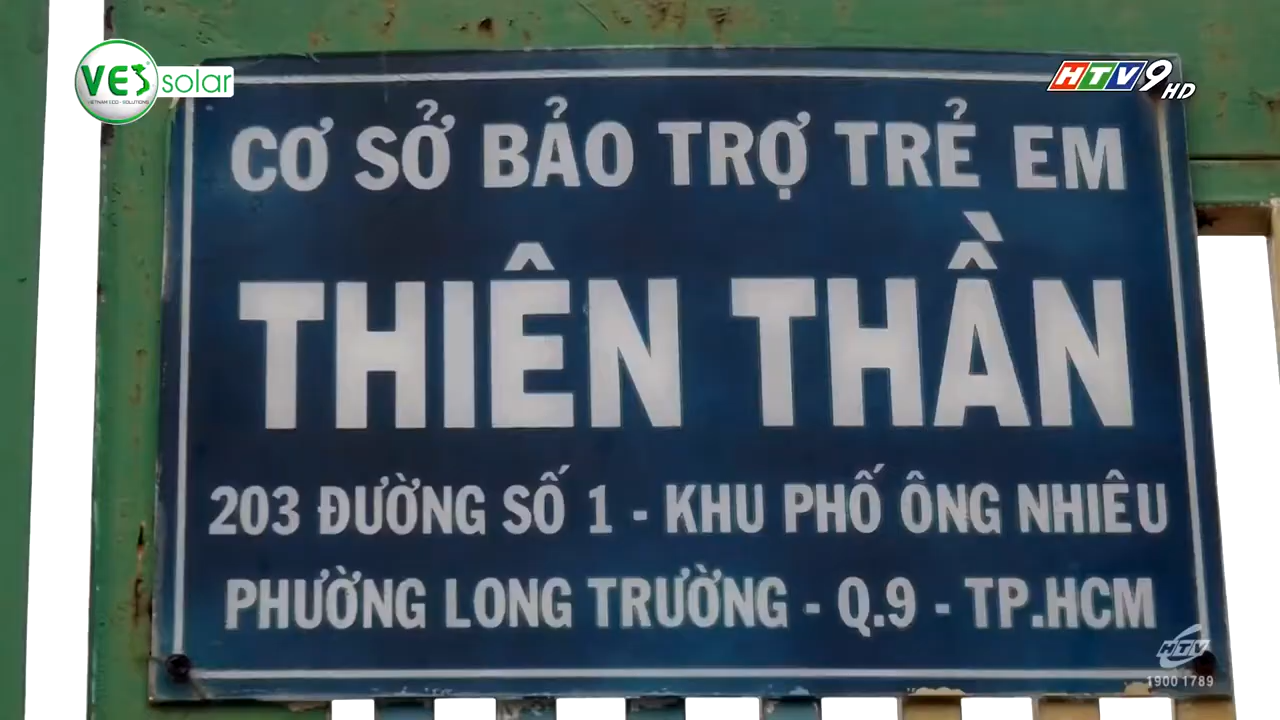 VES solar
VIETNAM ECO - SOLUTIONS
HTV9 HD
CƠ SỞ BẢO TRỢ TRẺ EM
THIÊN THẦN
203 ĐƯỜNG SỐ 1 - KHU PHỐ ÔNG NHIÊU
PHƯỜNG LONG TRƯỜNG - Q.9 - TP.HCM
HTV
1900 1789